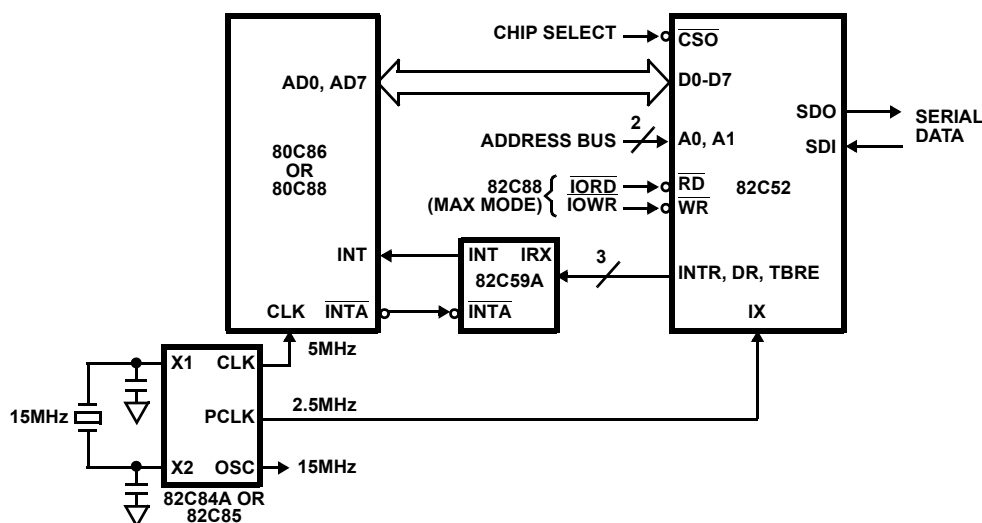 CHIP SELECT
CSO
AD0, AD7
D0-D7
SDO
SERIAL
DATA
SDI
2
ADDRESS BUS
A0, A1
80C86
OR
80C88
82C88
(MAX MODE)
IORD
IOWR
RD
WR
82C52
INT
INT
IRX
82C59A
3
INTR, DR, TBRE
CLK
INTA
INTA
IX
5MHz
X1
CLK
15MHz
PCLK
2.5MHz
X2
OSC
15MHz
82C84A OR
82C85